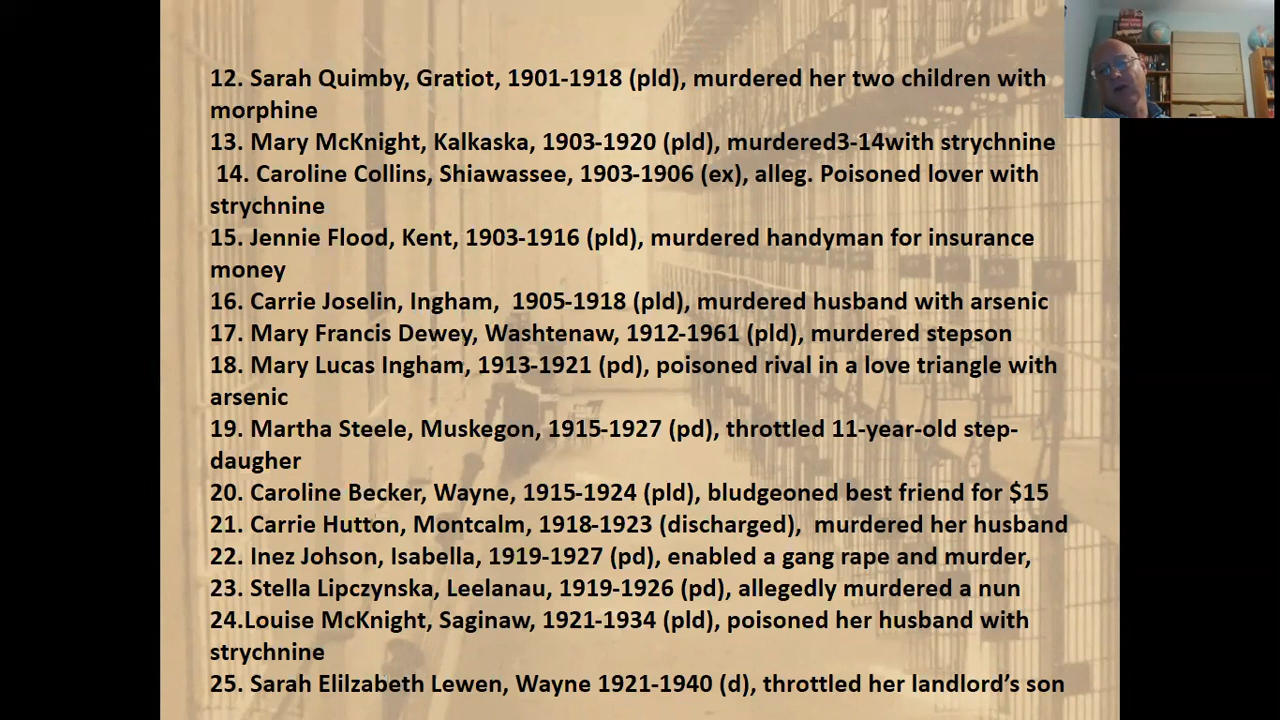 12. Sarah Quimby, Gratiot, 1901-1918 (pld), murdered her two children with
morphine
13. Mary McKnight, Kalkaska, 1903-1920 (pld), murdered3-14with strychnine
14. Caroline Collins, Shiawassee, 1903-1906 (ex), alleg. Poisoned lover with
strychnine
15. Jennie Flood, Kent, 1903-1916 (pld), murdered handyman for insurance
money
16. Carrie Joselin, Ingham,  1905-1918 (pld), murdered husband with arsenic
17. Mary Francis Dewey, Washtenaw, 1912-1961 (pld), murdered stepson
18. Mary Lucas Ingham, 1913-1921 (pd), poisoned rival in a love triangle with
arsenic
19. Martha Steele, Muskegon, 1915-1927 (pd), throttled 11-year-old step-
daugher
20. Caroline Becker, Wayne, 1915-1924 (pld), bludgeoned best friend for $15
21. Carrie Hutton, Montcalm, 1918-1923 (discharged),  murdered her husband
22. Inez Johson, Isabella, 1919-1927 (pd), enabled a gang rape and murder,
23. Stella Lipczynska, Leelanau, 1919-1926 (pd), allegedly murdered a nun
24.Louise McKnight, Saginaw, 1921-1934 (pld), poisoned her husband with
strychnine
25. Sarah Elilzabeth Lewen, Wayne 1921-1940 (d), throttled her landlord’s son